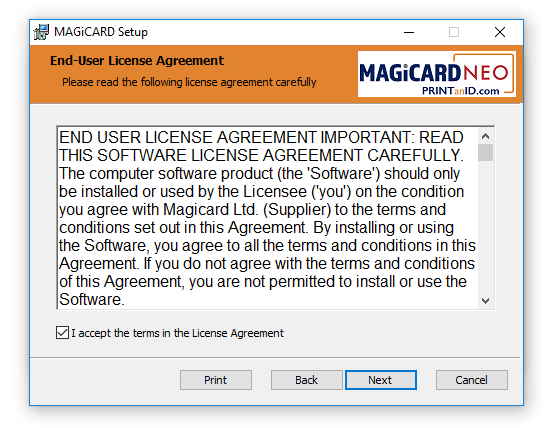 MAGiCARD Setup
End-User License Agreement
Please read the following license agreement carefully
MAGiCARDNEO
PRINTanID.com
END USER LICENSE AGREEMENT IMPORTANT: READ
THIS SOFTWARE LICENSE AGREEMENT CAREFULLY.
The computer software product (the 'Software') should only
be installed or used by the Licensee ('you') on the condition
you agree with Magicard Ltd. (Supplier) to the terms and
conditions set out in this Agreement. By installing or using
the Software, you agree to all the terms and conditions in this
Agreement. If you do not agree with the terms and conditions
of this Agreement, you are not permitted to install or use the
Software.
I accept the terms in the License Agreement
Print Back Next Cancel